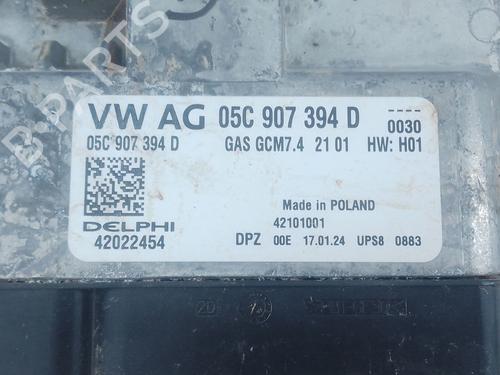 VW AG 05C 907 394 D 0030
05C 907 394 D GAS GCM7.4 21 01 HW: H01
Made in POLAND
DELPHI 42101001
42022454 DPZ 00E 17.01.24 UPS8 0883